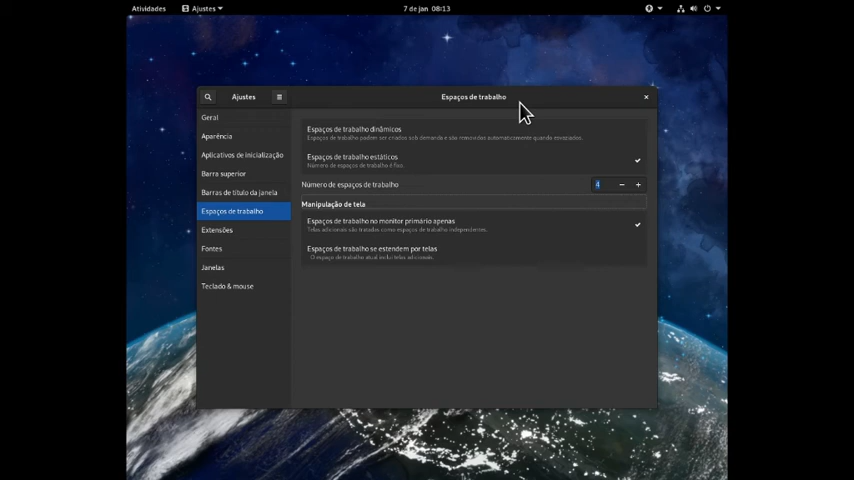 Atividades
Ajustes
7 de jan 08:13
Ajustes
Espaços de trabalho
Geral
Aparência
Aplicativos de inicialização
Barra superior
Barras de título da janela
Espaços de trabalho
Extensões
Fontes
Janelas
Teclado & mouse
Espaços de trabalho dinâmicos
Espaços de trabalho podem ser criados sob demanda e são removidos automaticamente quando esvaziados.
Espaços de trabalho estáticos
Número de espaços de trabalho é fixo.
Número de espaços de trabalho
4
Manipulação de tela
Espaços de trabalho no monitor primário apenas
Telas adicionais são tratadas como espaços de trabalho independentes.
Espaços de trabalho se estendem por telas
O espaço de trabalho atual inclui telas adicionais.